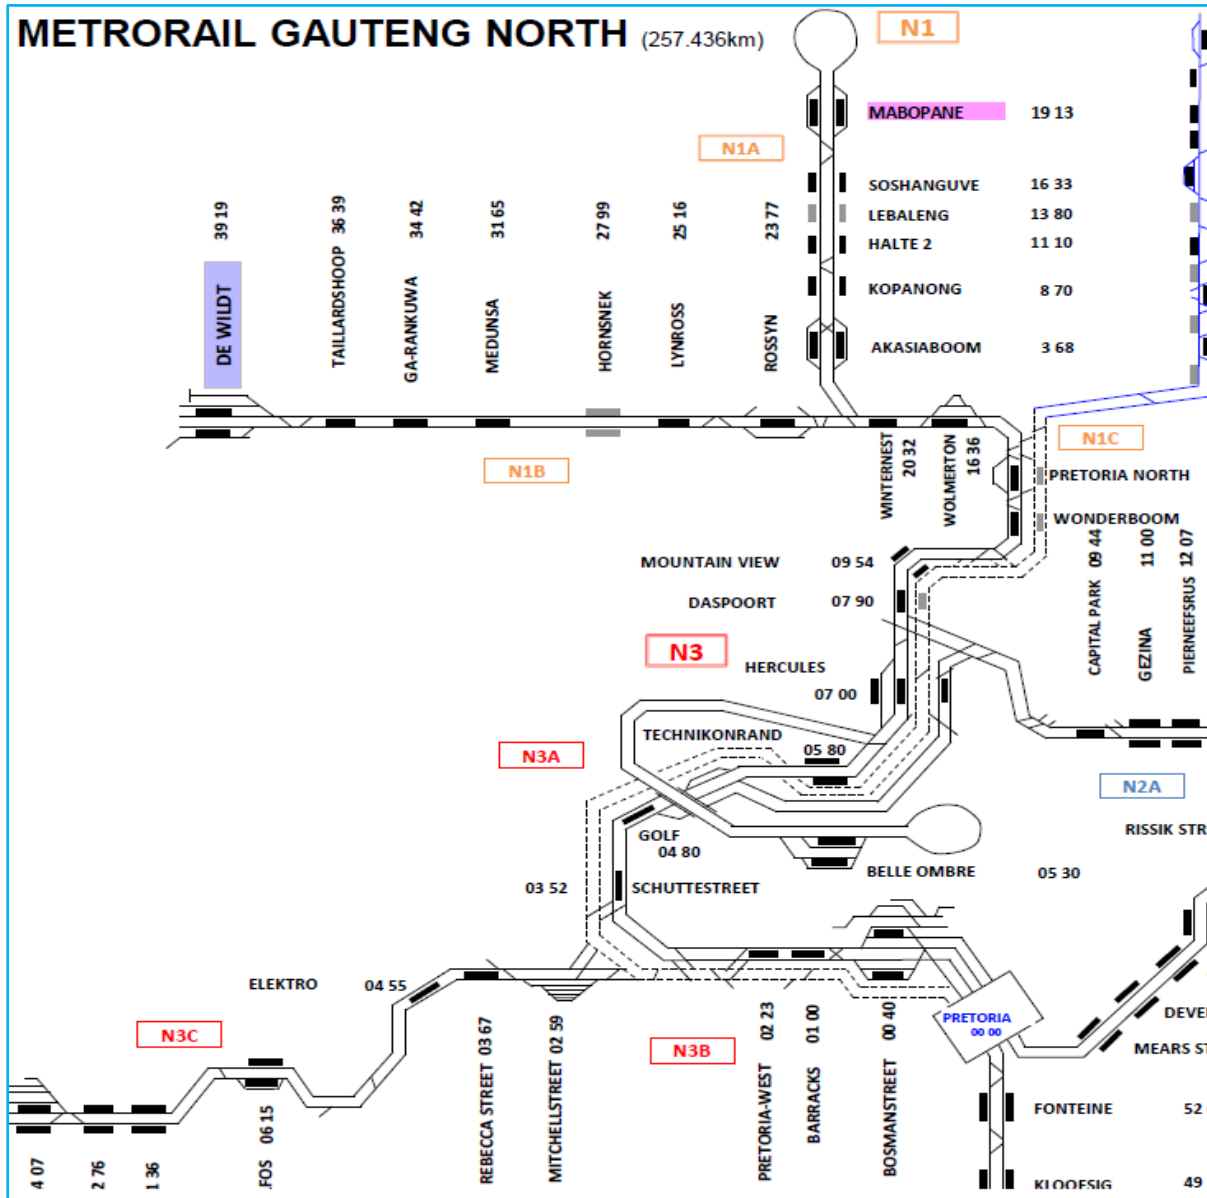 METRORAIL GAUTENG NORTH (257.436km)
N1
MABOPANE 19 13
N1A
SOSHANGUVE 16 33
LEBALENG 13 80
HALTE 2 11 10
KOPANONG 8 70
AKASIABOOM 3 68
DE WILDT 39 19
TAILLARDSHOOP 36 39
GA-RANKUWA 34 42
MEDUNSA 31 65
HORNSNEK 27 99
LYNROSS 25 16
ROSSYN 23 77
N1B
WINTERNEST 20 32
WOLMERTON 16 36
N1C
PRETORIA NORTH
WONDERBOOM
MOUNTAIN VIEW 09 54
DASPOORT 07 90
CAPITAL PARK 09 44
GEZINA 11 00
PIERNEEFSRUS 12 07
N3
HERCULES
07 00
TECHNIKONRAND
05 80
N3A
N2A
RISSIK STR
GOLF
04 80
BELLE OMBRE 05 30
03 52 SCHUTTESTREET
ELEKTRO 04 55
N3C
N3B
PRETORIA
00 00
DEVE
MEARS ST
REBECCA STREET 03 67
MITCHELLSTREET 02 59
PRETORIA-WEST 02 23
BARRACKS 01 00
BOSMANSTREET 00 40
FONTEINE 52
KLOOFSIG 49
4 07
2 76
1 36
FOS 06 15